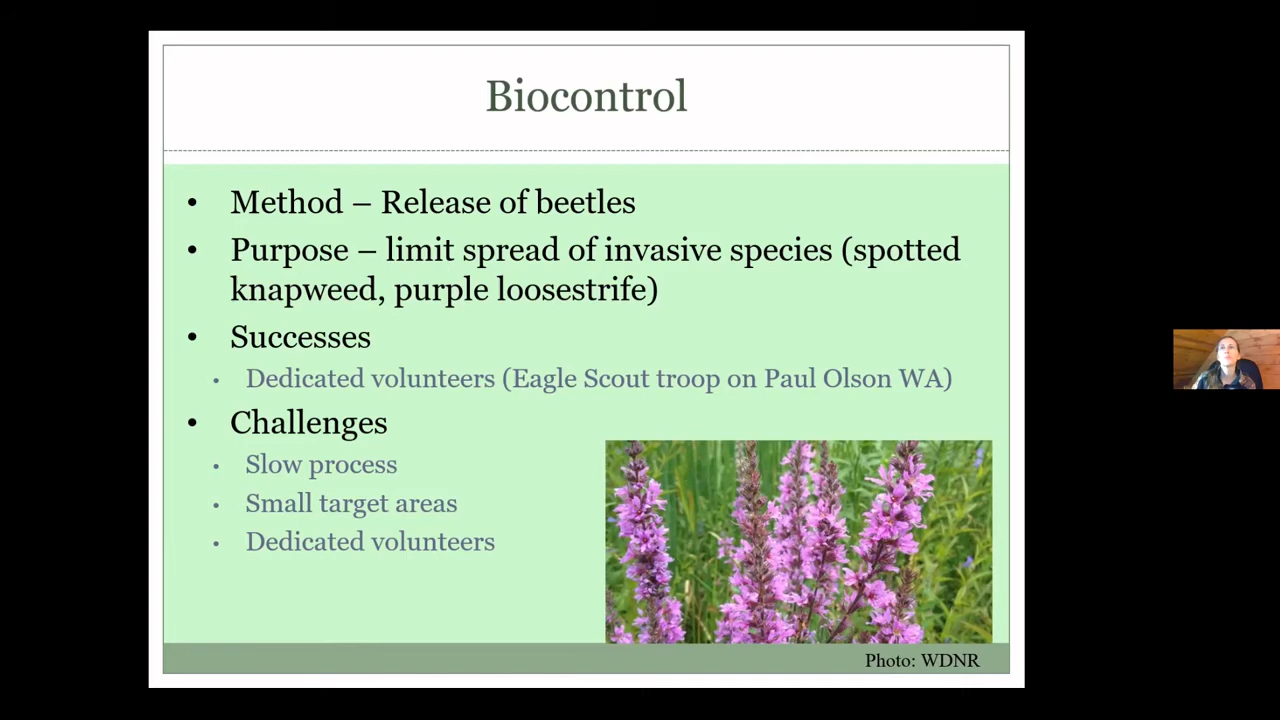 Biocontrol
• Method – Release of beetles
• Purpose – limit spread of invasive species (spotted
knapweed, purple loosestrife)
• Successes
• Dedicated volunteers (Eagle Scout troop on Paul Olson WA)
• Challenges
• Slow process
• Small target areas
• Dedicated volunteers
Photo: WDNR